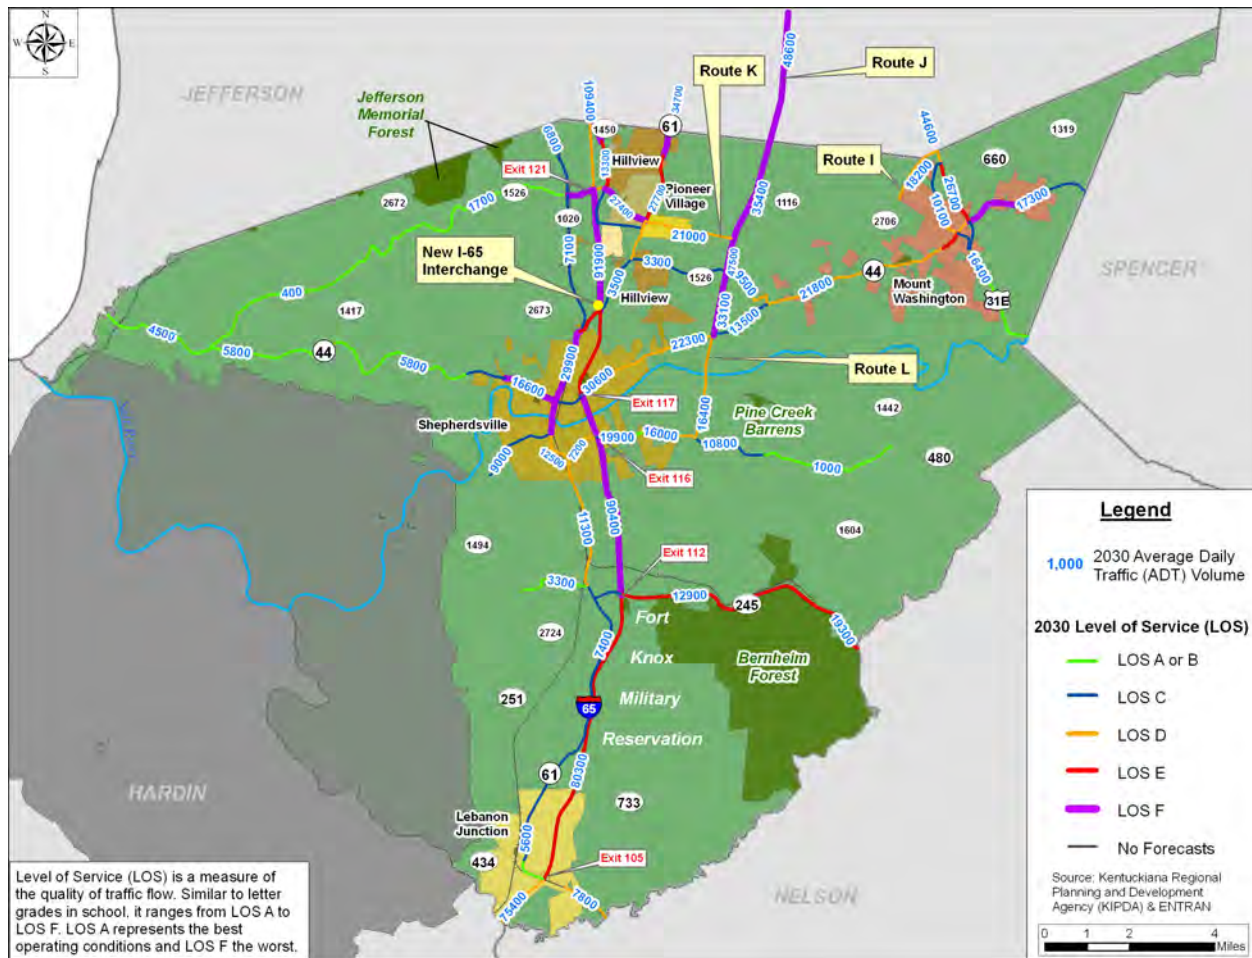 N
W
E
S
JEFFERSON
Jefferson
Memorial
Forest
Route K
Route J
48600
109400
34700
61
1450
6800
Hillview
13300
Exit 121
44600
1319
660
Route I
18200
26700
10100
17300
2672
1526
1700
1020
27400
27700
Pioneer
Village
35400
1116
2706
21000
7100
New I-65
Interchange
91900
3500
3300
1526
47500
9500
16400
44
SPENCER
Mount
Washington
31E
21800
400
1417
2673
Hillview
33100
13500
4500
5800
44
5800
22300
29900
30600
16600
Route L
Exit 117
16400
Pine Creek
Barrens
1442
Shepherdsville
9000
12500
7200
19900
16000
10800
1000
480
Exit 116
90400
11300
1494
1604
Exit 112
3300
12900
245
19300
Fort
Knox
Military
Reservation
Bernheim
Forest
2724
7400
251
65
61
80300
733
HARDIN
Lebanon
Junction
5600
434
Exit 105
75400
7800
NELSON
Level of Service (LOS) is a measure of
the quality of traffic flow. Similar to letter
grades in school, it ranges from LOS A to
LOS F. LOS A represents the best
operating conditions and LOS F the worst.
Legend
1,000
2030 Average Daily
Traffic (ADT) Volume
2030 Level of Service (LOS)
LOS A or B
LOS C
LOS D
LOS E
LOS F
No Forecasts
Source: Kentuckiana Regional
Planning and Development
Agency (KIPDA) & ENTRAN
0 1 2 4
Miles